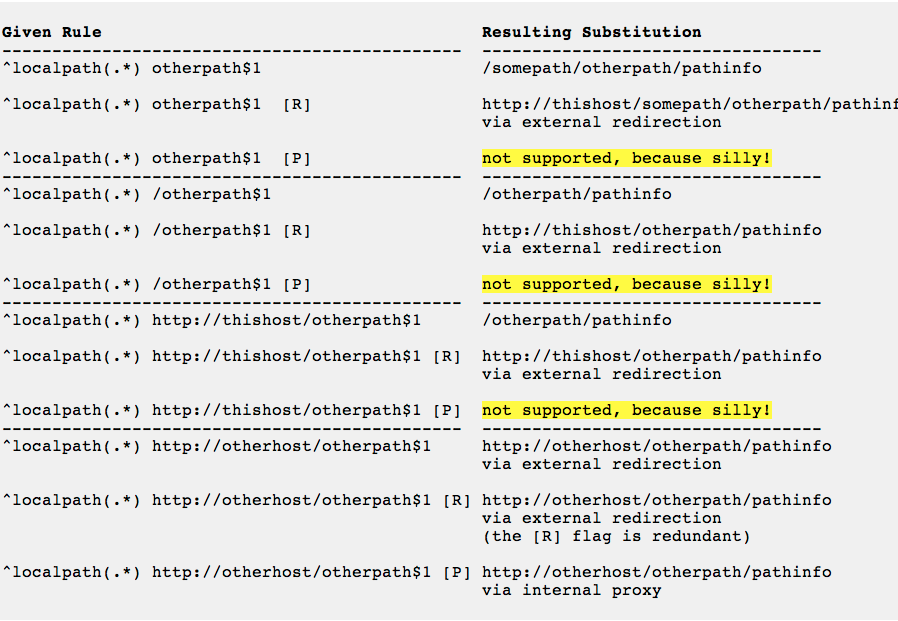 Given Rule                                      Resulting Substitution
----------------------------------------------  ----------------------------------
^localpath(.*) otherpath$1                      /somepath/otherpath/pathinfo
^localpath(.*) otherpath$1  [R]                 http://thishost/somepath/otherpath/pathinf
                                                via external redirection
^localpath(.*) otherpath$1  [P]                 not supported, because silly!
----------------------------------------------  ----------------------------------
^localpath(.*) /otherpath$1                     /otherpath/pathinfo
^localpath(.*) /otherpath$1 [R]                 http://thishost/otherpath/pathinfo
                                                via external redirection
^localpath(.*) /otherpath$1 [P]                 not supported, because silly!
----------------------------------------------  ----------------------------------
^localpath(.*) http://thishost/otherpath$1      /otherpath/pathinfo
^localpath(.*) http://thishost/otherpath$1 [R]  http://thishost/otherpath/pathinfo
                                                via external redirection
^localpath(.*) http://thishost/otherpath$1 [P]  not supported, because silly!
----------------------------------------------  ----------------------------------
^localpath(.*) http://otherhost/otherpath$1     http://otherhost/otherpath/pathinfo
                                                via external redirection
^localpath(.*) http://otherhost/otherpath$1 [R] http://otherhost/otherpath/pathinfo
                                                via external redirection
                                                (the [R] flag is redundant)
^localpath(.*) http://otherhost/otherpath$1 [P] http://otherhost/otherpath/pathinfo
                                                via internal proxy